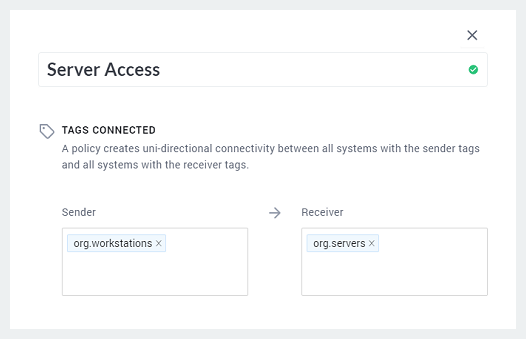 Server Access
TAGS CONNECTED
A policy creates uni-directional connectivity between all systems with the sender tags
and all systems with the receiver tags.
Sender
Receiver
org.workstations ×
org.servers ×